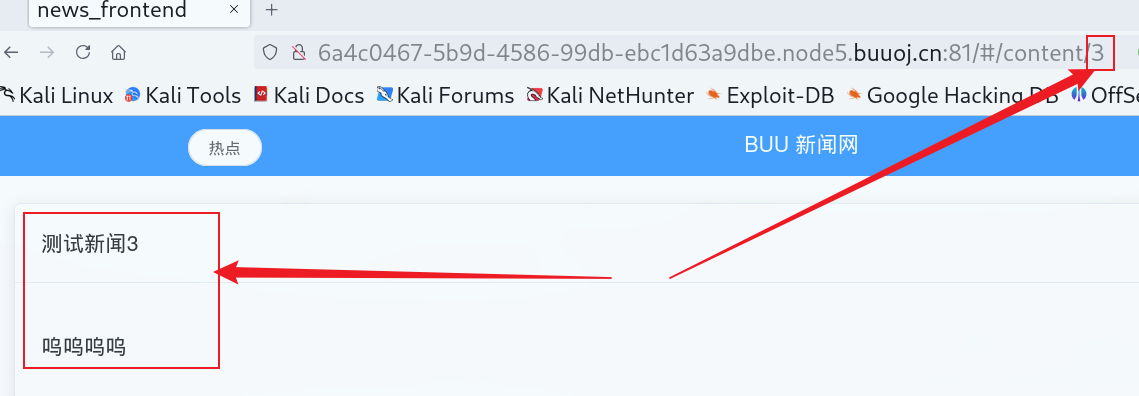 news_frontend
6a4c0467-5b9d-4586-99db-ebc1d63a9dbe.node5.buuoj.cn:81/#/content/3
Kali Linux Kali Tools Kali Docs Kali Forums Kali NetHunter Exploit-DB Google Hacking DB OffSe
热点 BUU 新闻网
测试新闻3
呜呜呜呜